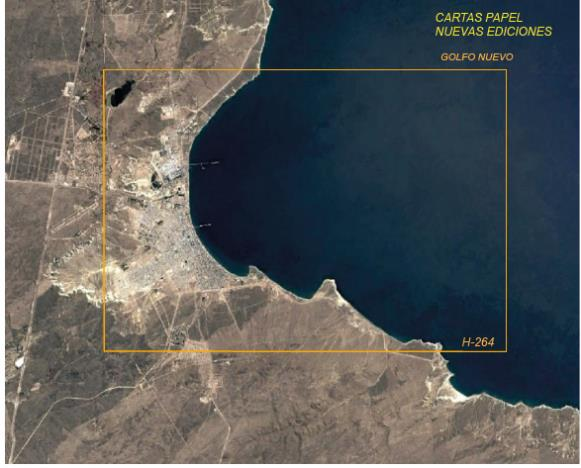 CARTAS PAPEL
NUEVAS EDICIONES
GOLFO NUEVO
H-264